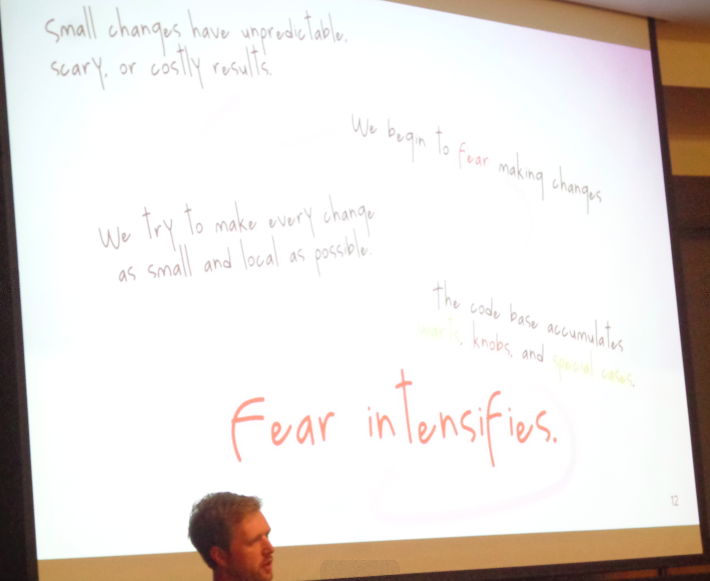 Small changes have unpredictable,
scary, or costly results.
We begin to fear making changes
We try to make every change
as small and local as possible.
The code base accumulates
warts, knobs, and special cases.
Fear intensifies.
12